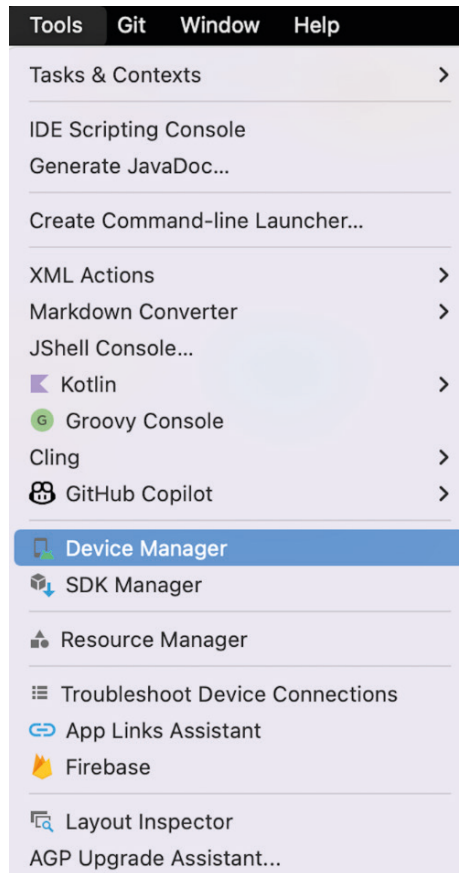 Tools Git Window Help
Tasks & Contexts
IDE Scripting Console
Generate JavaDoc...
Create Command-line Launcher...
XML Actions
Markdown Converter
JShell Console...
Kotlin
G Groovy Console
Cling
GitHub Copilot
Device Manager
SDK Manager
Resource Manager
Troubleshoot Device Connections
App Links Assistant
Firebase
Layout Inspector
AGP Upgrade Assistant...